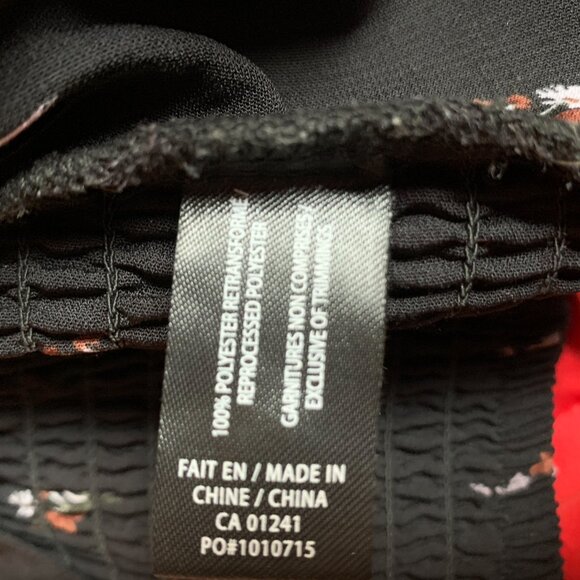 100% POLYESTER RETRANSFORMÉ/
REPROCESSED POLYESTER
GARNITURES NON COMPRISES /
EXCLUSIVE OF TRIMMINGS
FAIT EN / MADE IN
CHINE / CHINA
CA 01241
PO#1010715